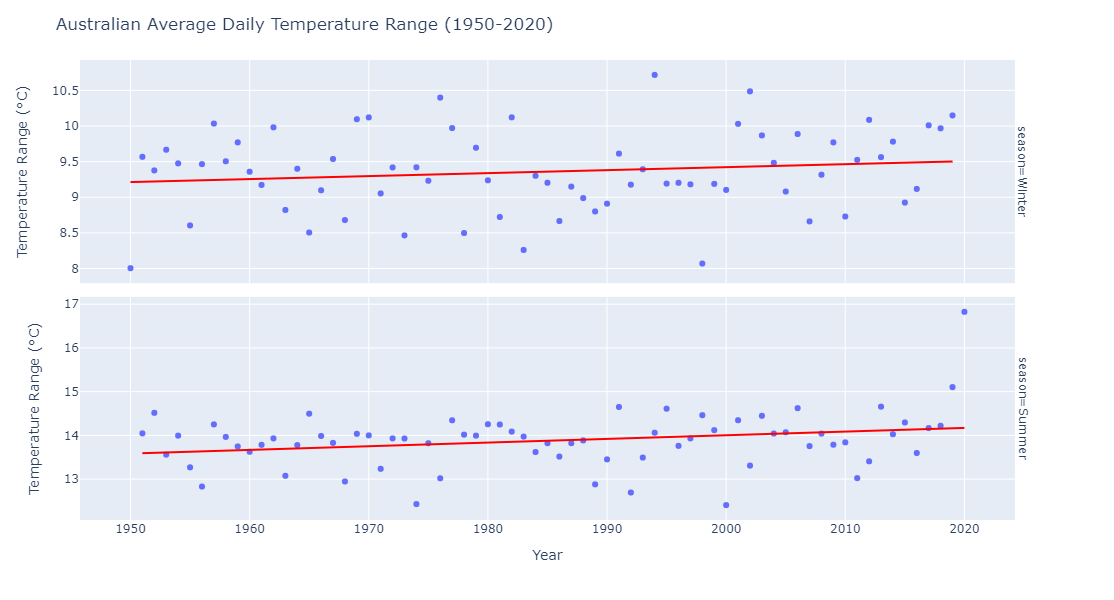 Australian Average Daily Temperature Range (1950-2020)
Temperature Range (°C)
10.5
10
9.5
9
8.5
8
season=WInter
Temperature Range (°C)
17
16
15
14
13
season=Summer
1950 1960 1970 1980 1990 2000 2010 2020
Year